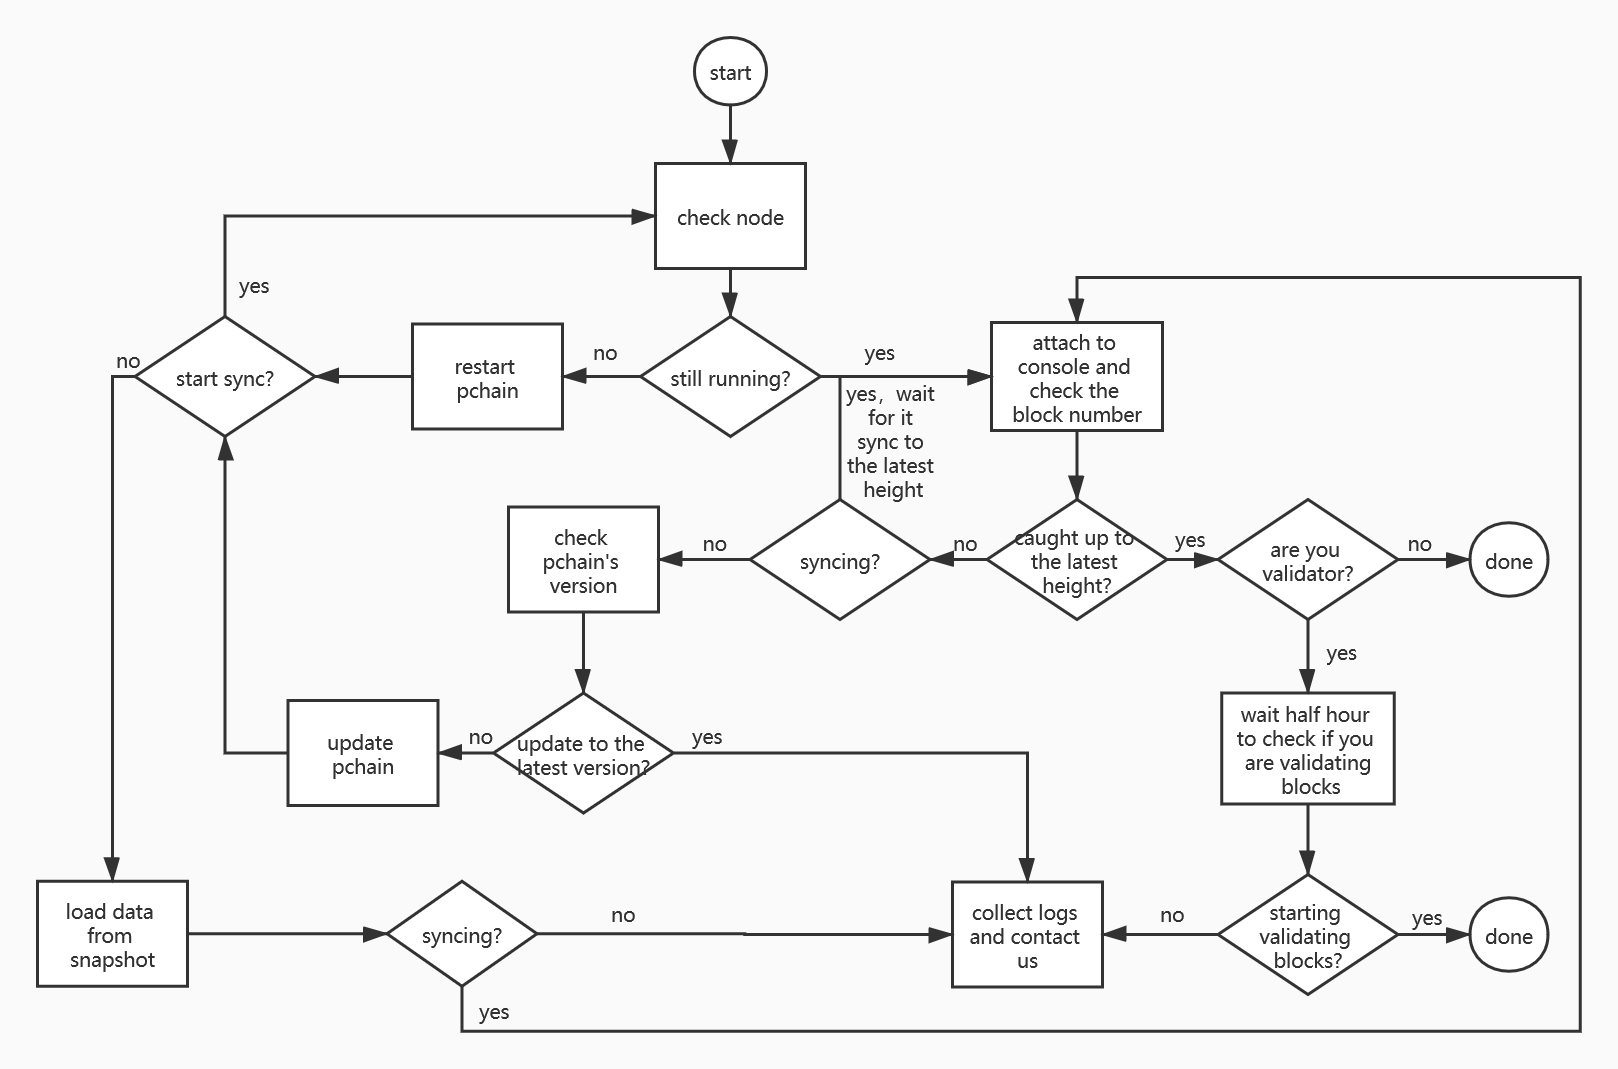 start
check node
yes
no
start sync?
restart
pchain
no
still running?
yes
attach to
console and
check the
block number
yes，wait
for it
sync to
the latest
height
check
pchain's
version
no
syncing?
no
caught up to
the latest
height?
yes
are you
validator?
no
done
yes
update
pchain
no
update to the
latest version?
yes
wait half hour
to check if you
are validating
blocks
load data
from
snapshot
syncing?
no
collect logs
and contact
us
no
starting
validating
blocks?
yes
done
yes